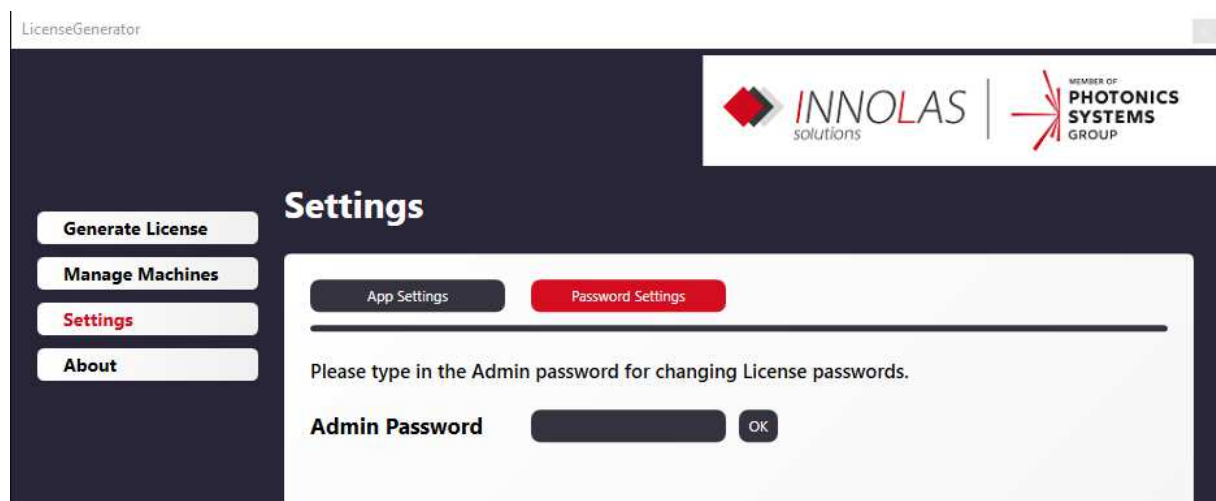 LicenseGenerator
INNOLAS
solutions
MEMBER OF
PHOTONICS
SYSTEMS
GROUP
Settings
Generate License
Manage Machines
Settings
About
App Settings
Password Settings
Please type in the Admin password for changing License passwords.
Admin Password
OK